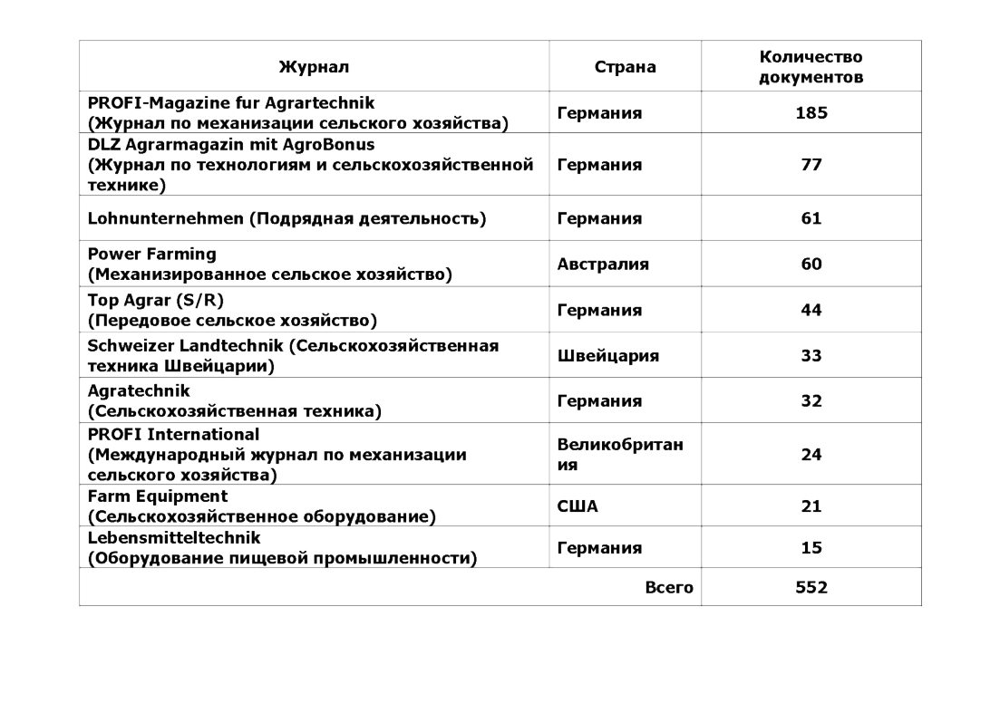 Журнал
Страна
Количество
документов
PROFI-Magazine fur Agrartechnik
(Журнал по механизации сельского хозяйства)
Германия
185
DLZ Agrarmagazin mit AgroBonus
(Журнал по технологиям и сельскохозяйственной
технике)
Германия
77
Lohnunternehmen (Подрядная деятельность)
Германия
61
Power Farming
(Механизированное сельское хозяйство)
Австралия
60
Top Agrar (S/R)
(Передовое сельское хозяйство)
Германия
44
Schweizer Landtechnik (Сельскохозяйственная
техника Швейцарии)
Швейцария
33
Agratechnik
(Сельскохозяйственная техника)
Германия
32
PROFI International
(Международный журнал по механизации
сельского хозяйства)
Великобритан
ия
24
Farm Equipment
(Сельскохозяйственное оборудование)
США
21
Lebensmitteltechnik
(Оборудование пищевой промышленности)
Германия
15
Всего
552